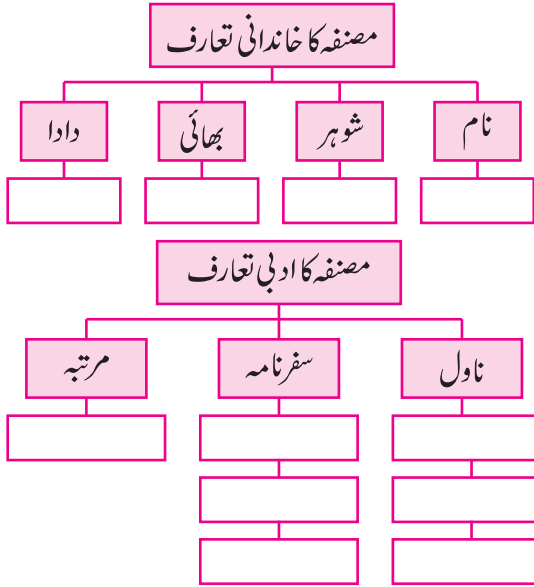 مصنفہ کا خاندانی تعارف
نام
شوہر
بھائی
دادا
مصنفہ کا ادبی تعارف
ناول
سفرنامہ
مرتبہ